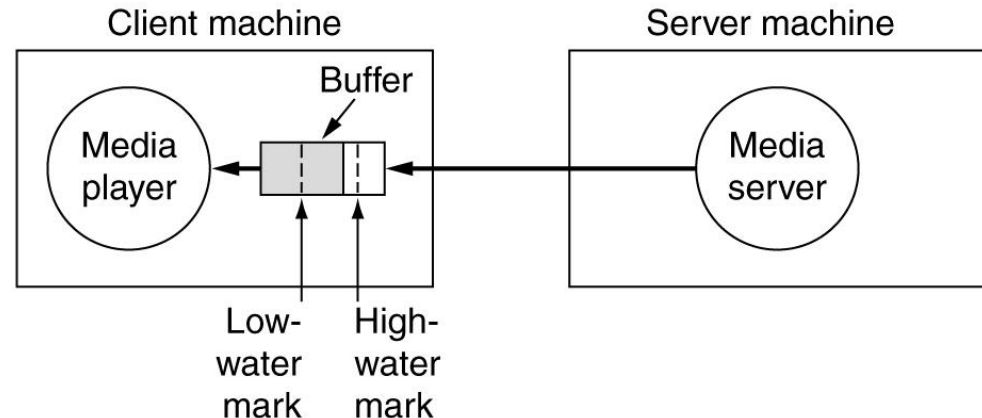 Client machine
Server machine
Buffer
Media
player
Media
server
Low-
water
mark
High-
water
mark